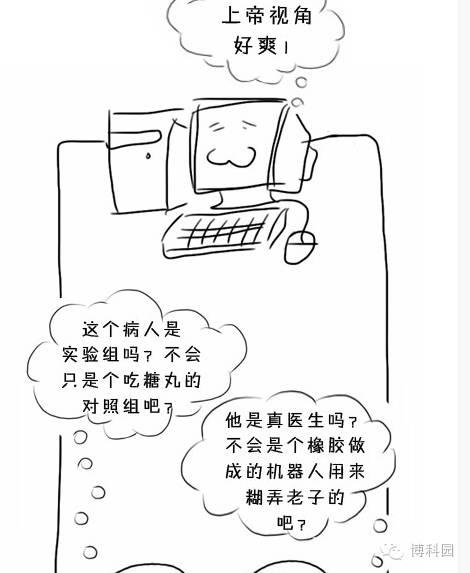 上帝视角
好爽!
这个病人是
实验组吗?不会
只是个吃糖丸的
对照组吧?
他是真医生吗?
不会是个橡胶做
成的机器人用来
糊弄老子的
吧?
博科园